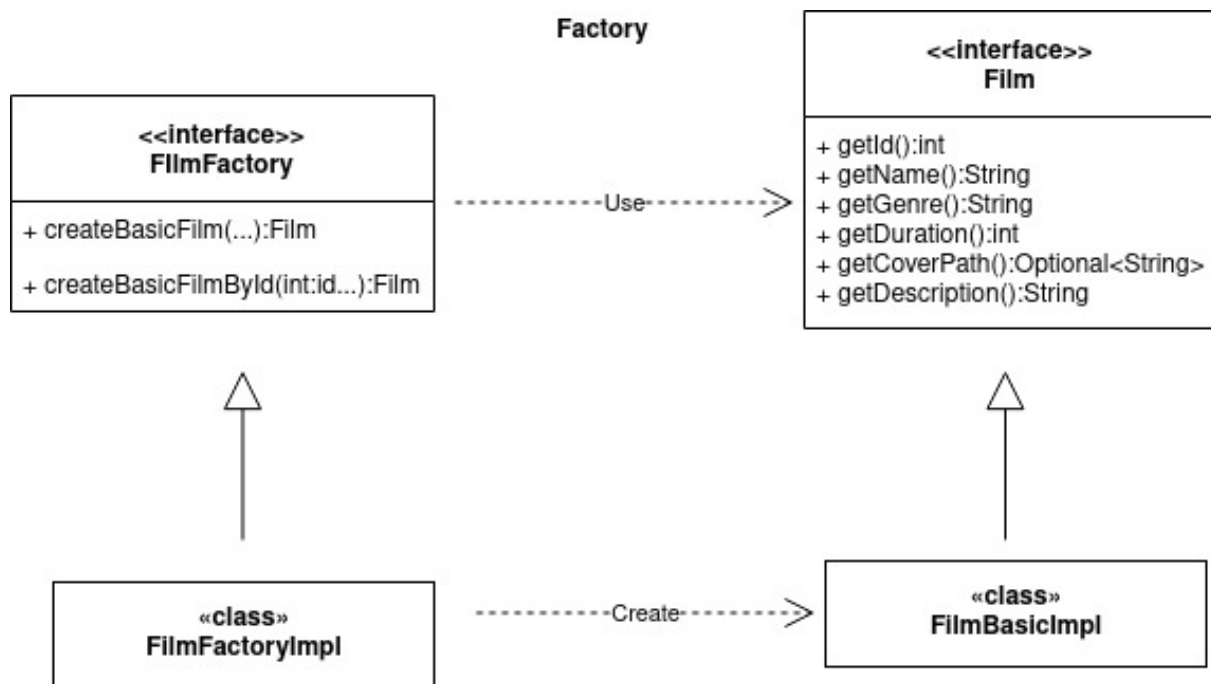 Factory
<<interface>>
FIlmFactory
+ createBasicFilm(...):Film
+ createBasicFilmById(int:id...):Film
Use
<<interface>>
Film
+ getId():int
+ getName():String
+ getGenre():String
+ getDuration():int
+ getCoverPath():Optional<String>
+ getDescription():String
«class»
FilmFactoryImpl
Create
«class»
FilmBasicImpl